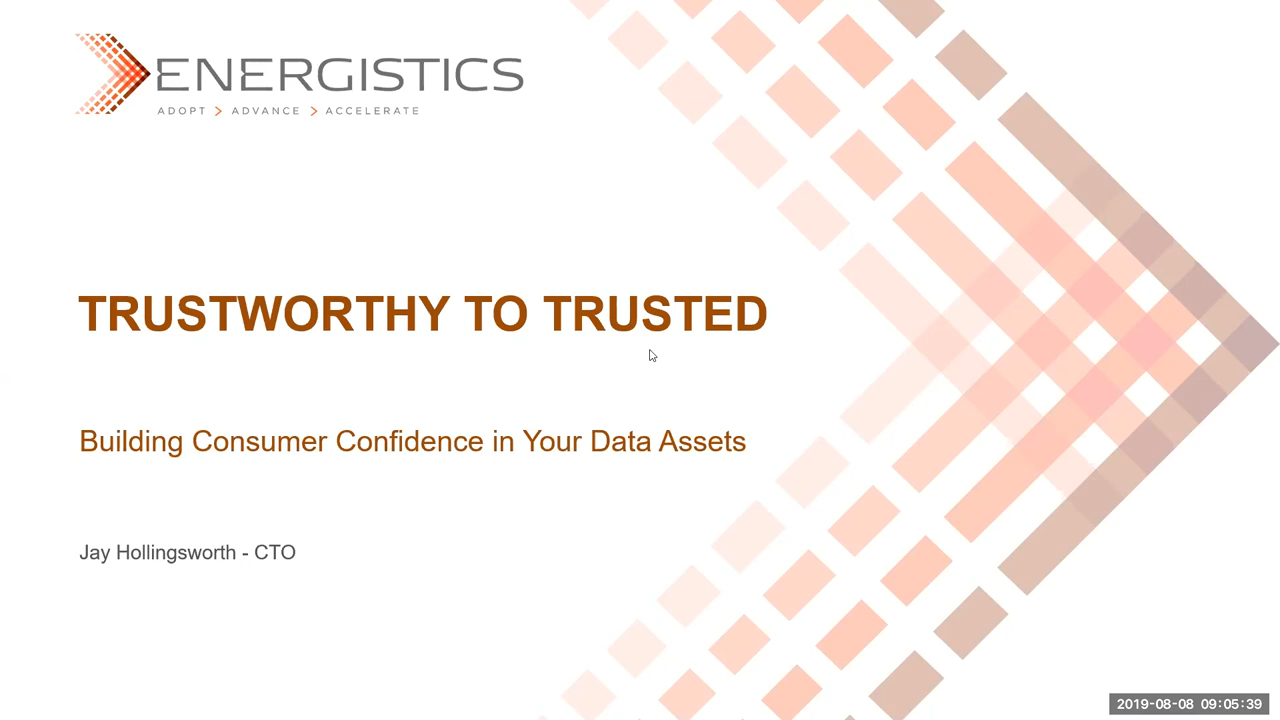 ENERGISTICS
ADOPT > ADVANCE > ACCELERATE
TRUSTWORTHY TO TRUSTED
Building Consumer Confidence in Your Data Assets
Jay Hollingsworth - CTO
2019-08-08 09:05:39